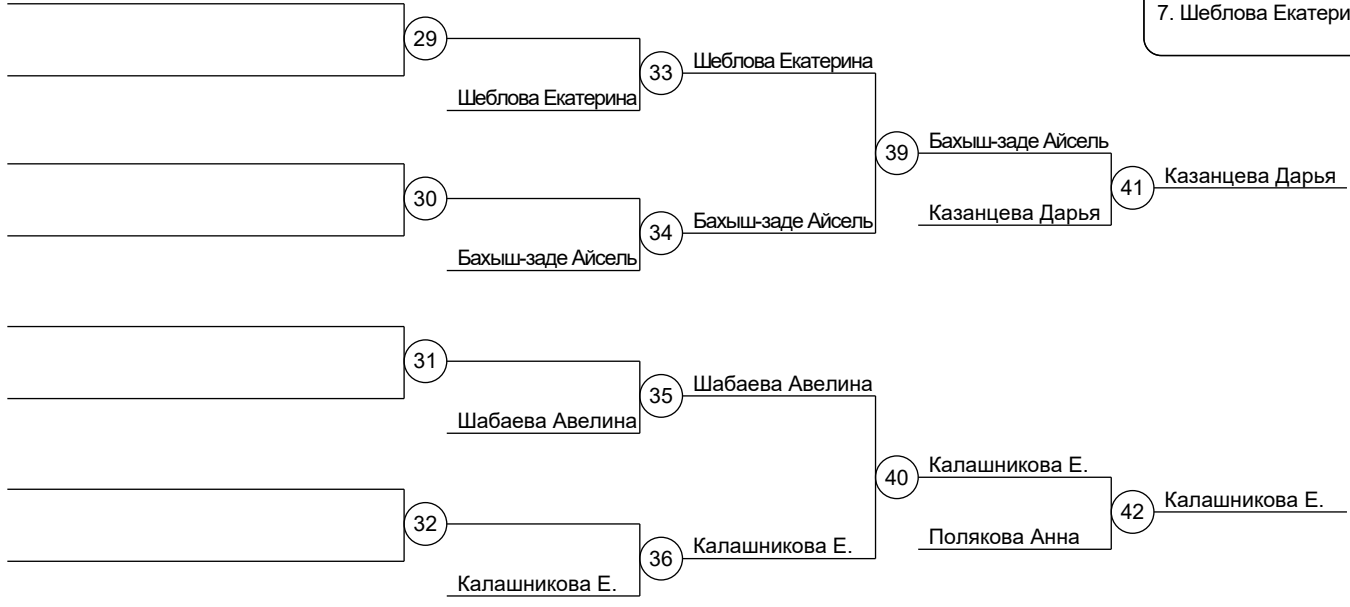 7. Шеблова Екатери
29
33
Шеблова Екатерина
Шеблова Екатерина
39
Бахыш-заде Айсель
30
34
Бахыш-заде Айсель
Бахыш-заде Айсель
41
Казанцева Дарья
Казанцева Дарья
31
35
Шабаева Авелина
Шабаева Авелина
40
Калашникова Е.
32
36
Калашникова Е.
Калашникова Е.
42
Калашникова Е.
Полякова Анна